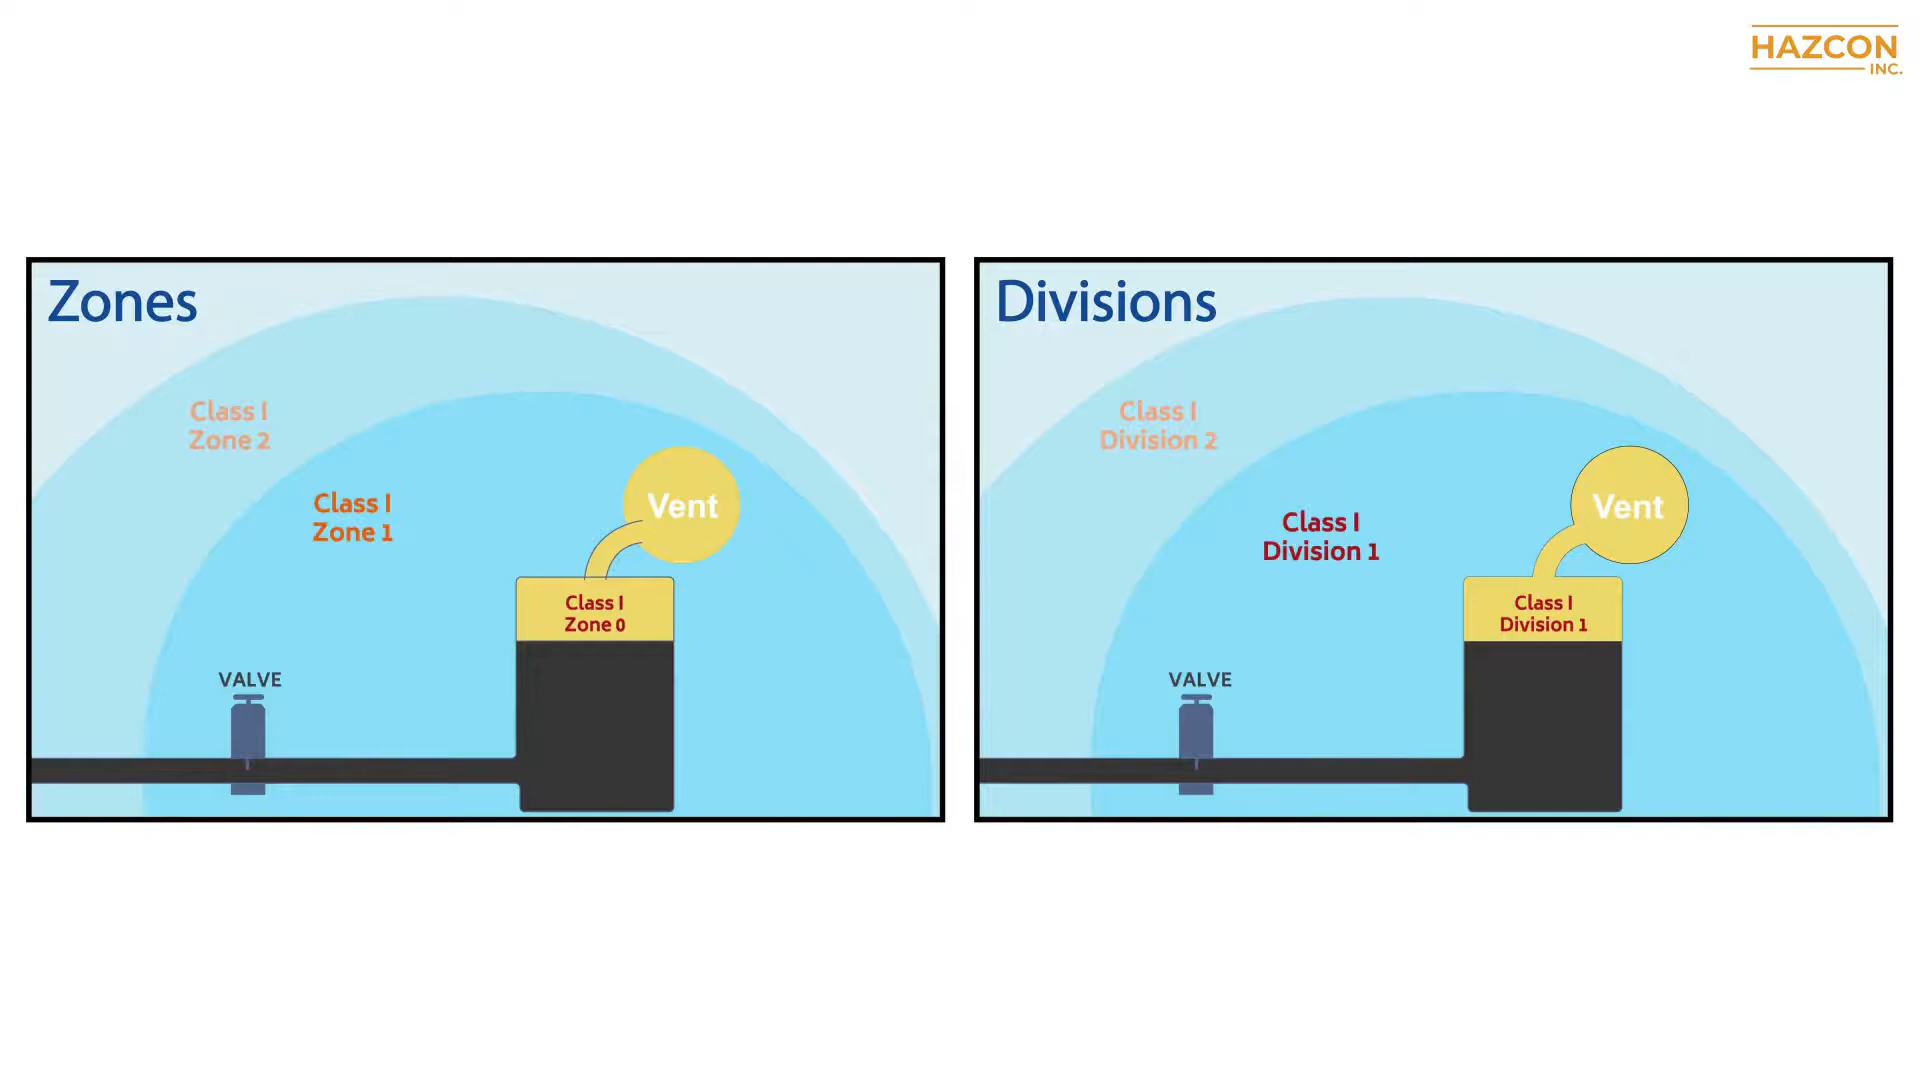 HAZCON
INC.
Zones
Class I
Zone 2
Class I
Zone 1
Vent
Class I
Zone 0
VALVE
Divisions
Class I
Division 2
Class I
Division 1
Vent
Class I
Division 1
VALVE